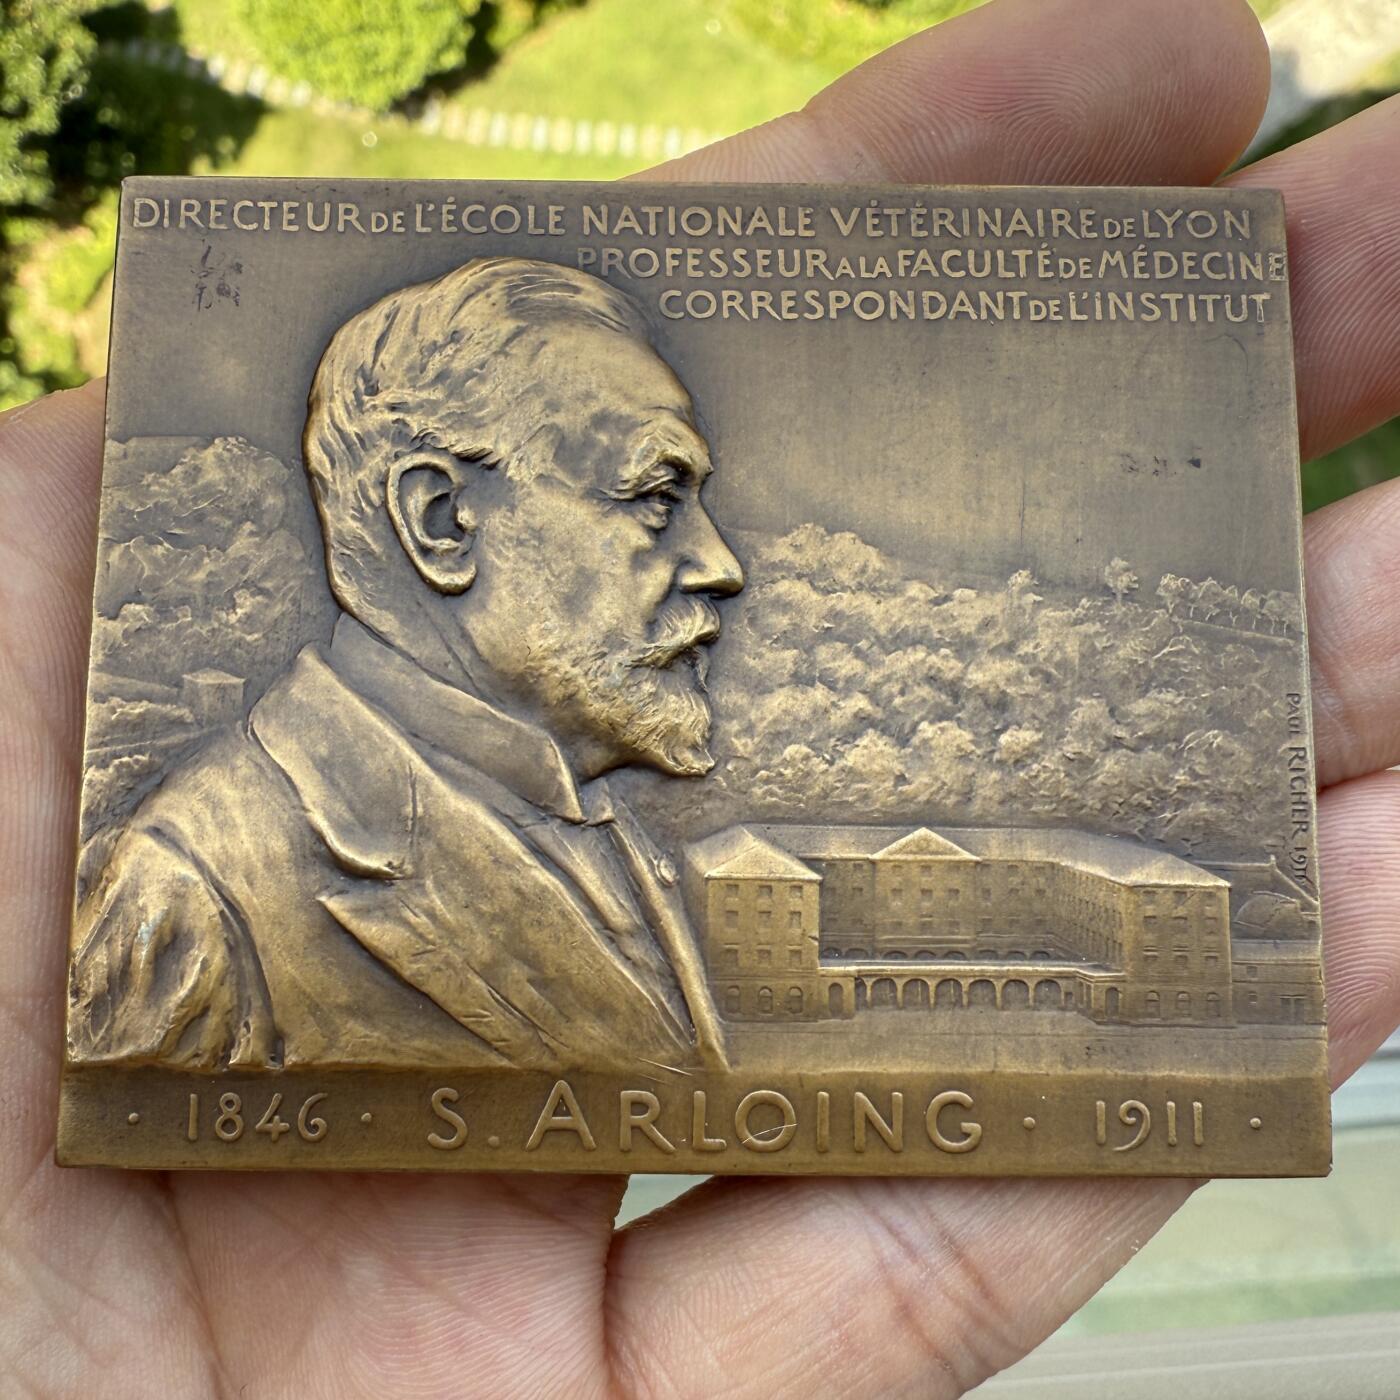 DIRECTEUR DE L'ÉCOLE NATIONALE VÉTÉRINAIRE DE LYON
PROFESSEUR A LA FACULTÉ DE MÉDECINE
CORRESPONDANT DE L'INSTITUT
PAUL RICHER 1916
· 1846 · S. ARLOING · 1911 ·